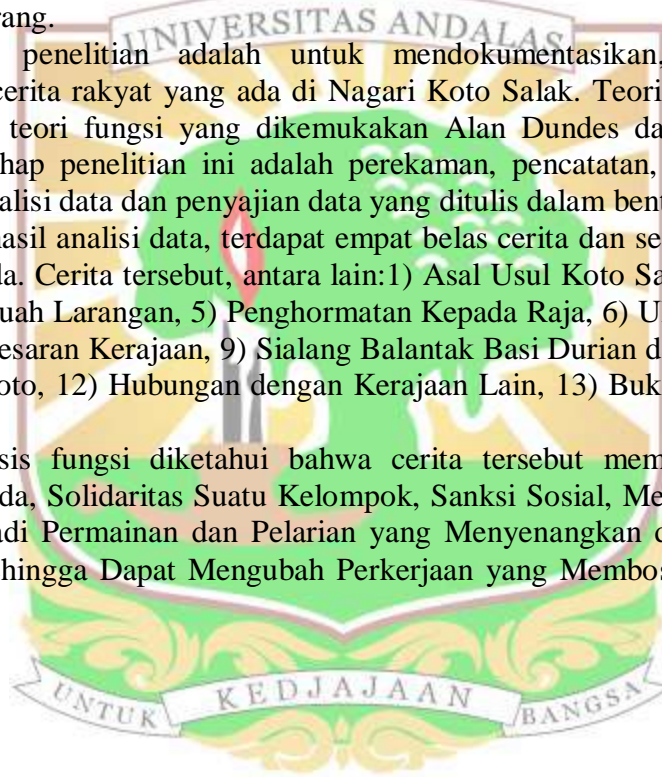 rang.
UNIVERSITAS ANDALAS
penelitian adalah untuk mendokumentasikan,
cerita rakyat yang ada di Nagari Koto Salak. Teori
teori fungsi yang dikemukakan Alan Dundes da
hap penelitian ini adalah perekaman, pencatatan,
alisi data dan penyajian data yang ditulis dalam bent
hasil analisi data, terdapat empat belas cerita dan se
da. Cerita tersebut, antara lain:1) Asal Usul Koto Sa
uah Larangan, 5) Penghormatan Kepada Raja, 6) U
esaran Kerajaan, 9) Sialang Balantak Basi Durian d
oto, 12) Hubungan dengan Kerajaan Lain, 13) Buk
sis fungsi diketahui bahwa cerita tersebut mem
da, Solidaritas Suatu Kelompok, Sanksi Sosial, Me
adi Permainan dan Pelarian yang Menyenangkan d
hingga Dapat Mengubah Perkerjaan yang Membos
UNTUK KEDJAJAAN BANGSA